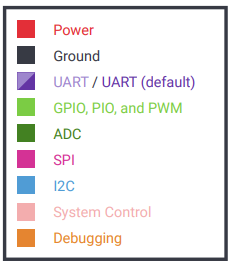 Power
Ground
UART / UART (default)
GPIO, PIO, and PWM
ADC
SPI
I2C
System Control
Debugging